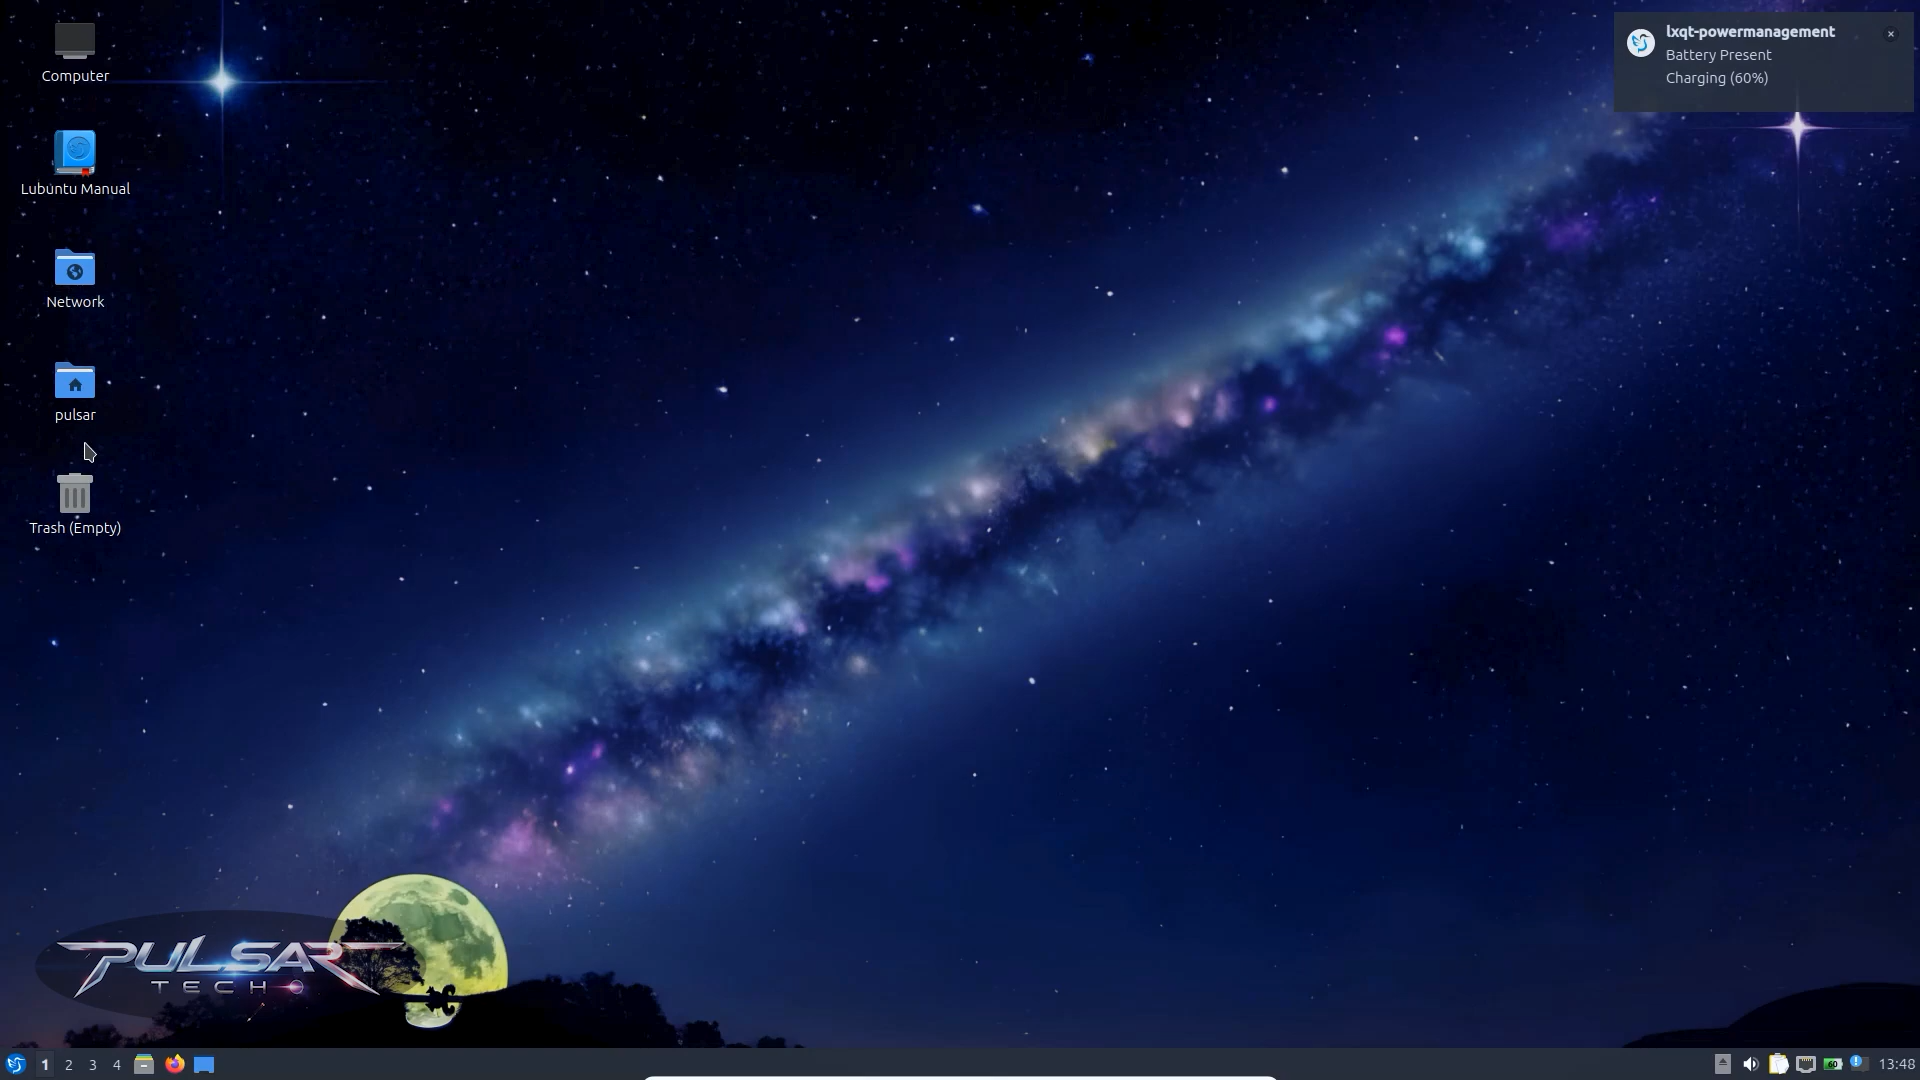 Computer
Lubuntu Manual
Network
pulsar
Trash (Empty)
lxqt-powermanagement
Battery Present
Charging (60%)
PULSAR
TECH
1 2 3 4
60
13:48